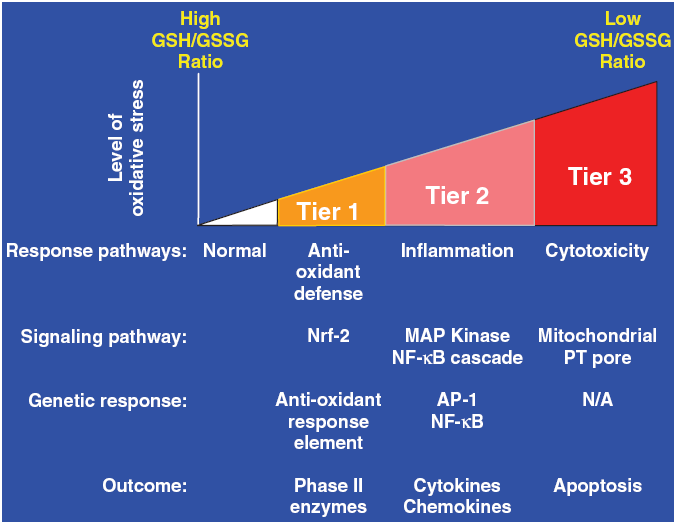 High
GSH/GSSG
Ratio
Low
GSH/GSSG
Ratio
Level of
oxidative stress
Tier 1
Tier 2
Tier 3
Response pathways:
Normal
Anti-
oxidant
defense
Inflammation
Cytotoxicity
Signaling pathway:
Nrf-2
MAP Kinase
NF-κB cascade
Mitochondrial
PT pore
Genetic response:
Anti-oxidant
response
element
AP-1
NF-κB
N/A
Outcome:
Phase II
enzymes
Cytokines
Chemokines
Apoptosis